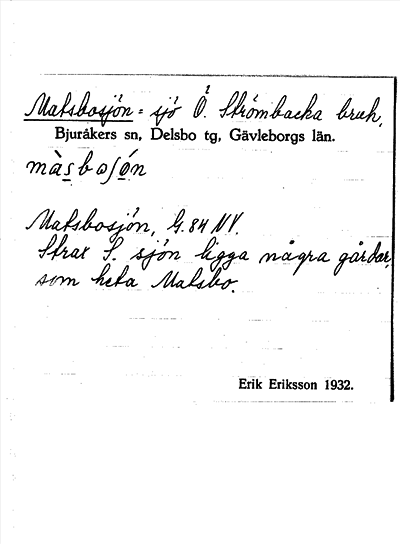 Matsbosjön = sjö Ö. Strömbacka bruk,
Bjuråkers sn, Delsbo tg, Gävleborgs län.
màsbosjön
Matsbosjön, G. 84 NV.
Strax S. sjön ligga några gårdar,
som heta Matsbo.
Erik Eriksson 1932.